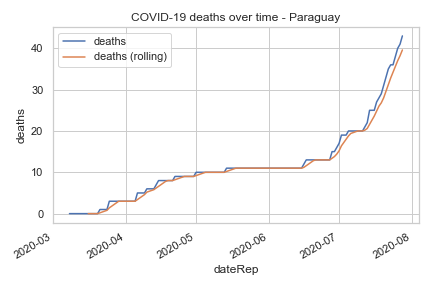 COVID-19 deaths over time - Paraguay
deaths
deaths (rolling)
40
30
20
10
0
deaths
2020-03
2020-04
2020-05
2020-06
2020-07
2020-08
dateRep